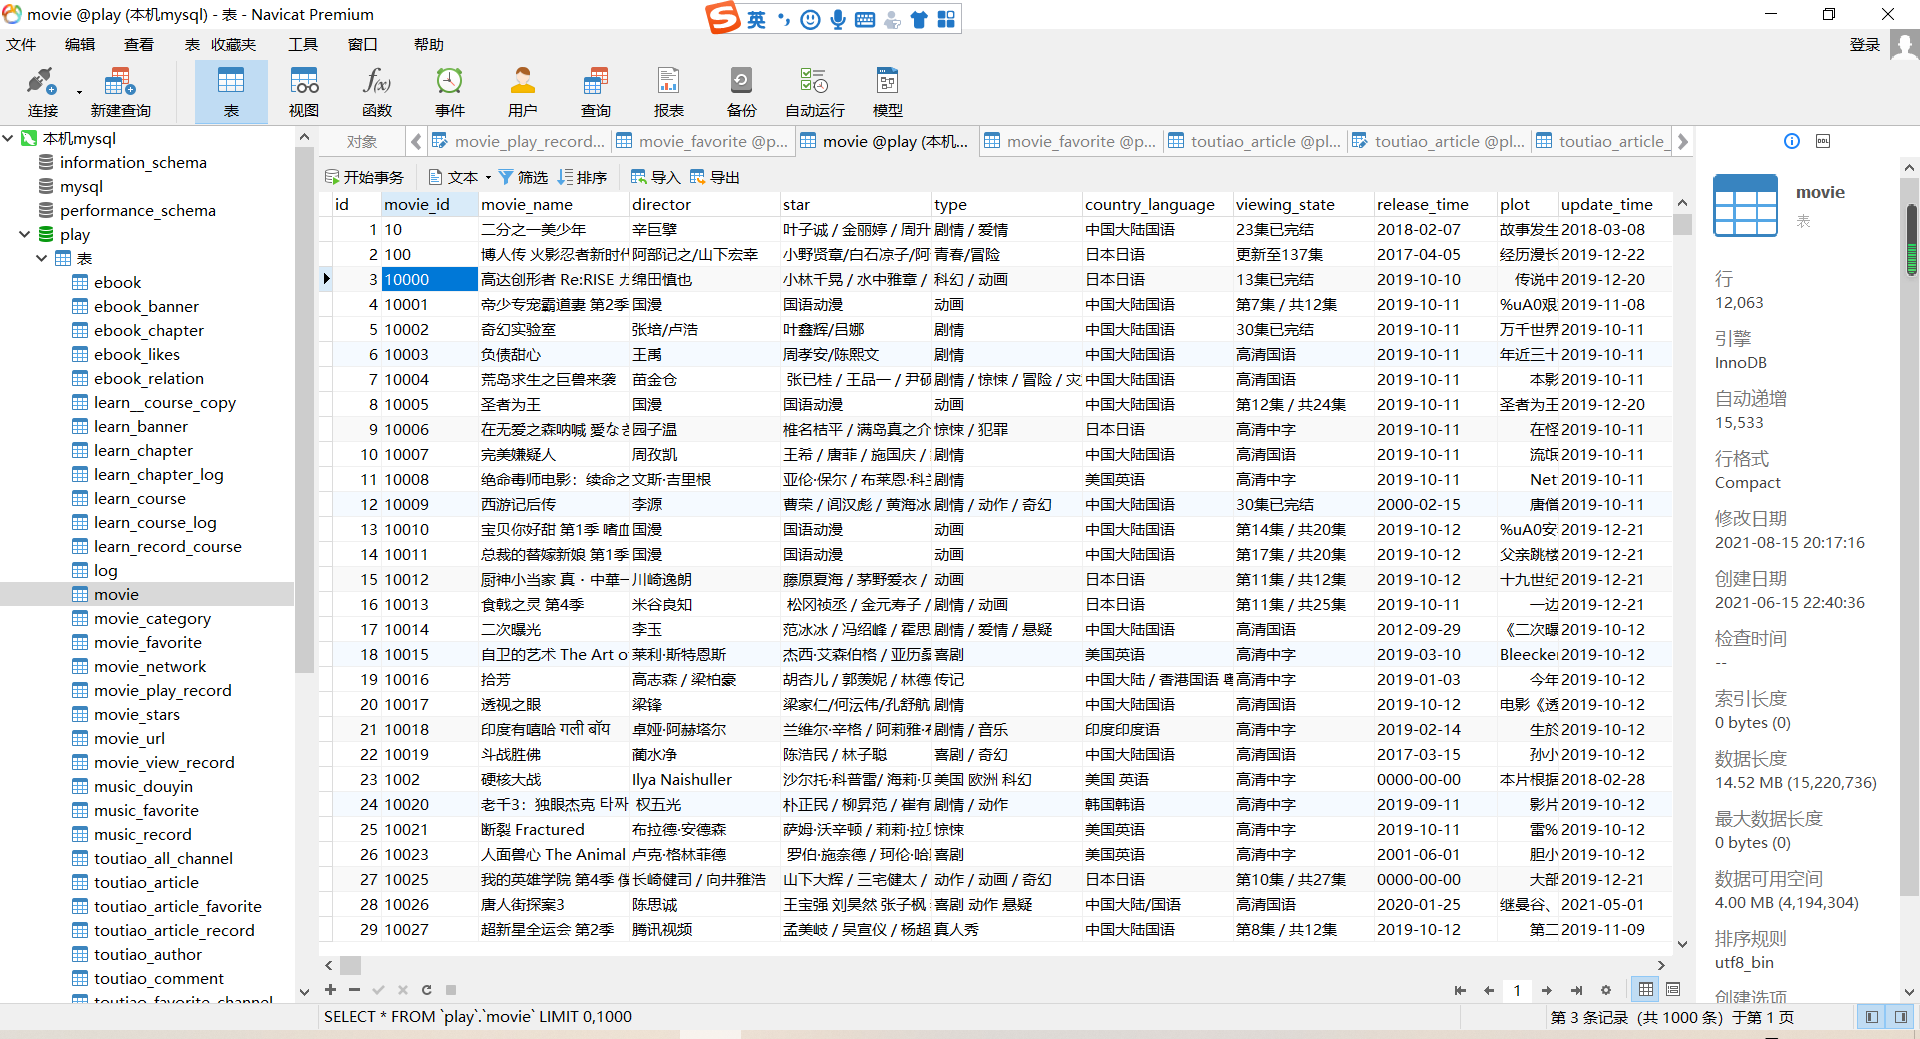 movie @play (本机mysql) - 表 - Navicat Premium
英
文件 编辑 查看 表 收藏夹 工具 窗口 帮助 登录
连接 新建查询 表 视图 函数 事件 用户 查询 报表 备份 自动运行 模型
对象 movie_play_record... movie_favorite @p... movie @play (本机... movie_favorite @p... toutiao_article @pl... toutiao_article @pl... toutiao_article_
开始事务 文本 筛选 排序 导入 导出
本机mysql
information_schema
mysql
performance_schema
play
表
ebook
ebook_banner
ebook_chapter
ebook_likes
ebook_relation
learn__course_copy
learn_banner
learn_chapter
learn_chapter_log
learn_course
learn_course_log
learn_record_course
log
movie
movie_category
movie_favorite
movie_network
movie_play_record
movie_stars
movie_url
movie_view_record
music_douyin
music_favorite
music_record
toutiao_all_channel
toutiao_article
toutiao_article_favorite
toutiao_article_record
toutiao_author
toutiao_comment
toutiao_favorite_channel
id movie_id movie_name director star type country_language viewing_state release_time plot update_time
1 10 二分之一美少年 辛巨擘 叶子诚 / 金丽婷 / 周升 剧情 / 爱情 中国大陆国语 23集已完结 2018-02-07 故事发生 2018-03-08
2 100 博人传 火影忍者新时代 阿部记之/山下宏幸 小野贤章/白石凉子/阿 青春/冒险 日本日语 更新至137集 2017-04-05 经历漫长 2019-12-22
3 10000 高达创形者 Re:RISE 绵田慎也 小林千晃 / 水中雅章 / 科幻 / 动画 日本日语 13集已完结 2019-10-10 传说中 2019-12-20
4 10001 帝少专宠霸道妻 第2季 国漫 国语动漫 动画 中国大陆国语 第7集 / 共12集 2019-10-11 %uA0艰 2019-11-08
5 10002 奇幻实验室 张培/卢浩 叶鑫辉/吕娜 剧情 中国大陆国语 30集已完结 2019-10-11 万千世界 2019-10-11
6 10003 负债甜心 王禹 周孝安/陈熙文 剧情 中国大陆国语 高清国语 2019-10-11 年近三十 2019-10-11
7 10004 荒岛求生之巨兽来袭 苗金仓 张已桂 / 王品一 / 尹硕 剧情 / 惊悚 / 冒险 / 灾 中国大陆国语 高清国语 2019-10-11 本影 2019-10-11
8 10005 圣者为王 国漫 国语动漫 动画 中国大陆国语 第12集 / 共24集 2019-10-11 圣者为王 2019-12-20
9 10006 在无爱之森呐喊 愛なき 园子温 椎名桔平 / 满岛真之介 惊悚 / 犯罪 日本日语 高清中字 2019-10-11 在怪 2019-10-11
10 10007 完美嫌疑人 周孜凯 王希 / 唐菲 / 施国庆 / 剧情 中国大陆国语 高清国语 2019-10-11 流氓 2019-10-11
11 10008 绝命毒师电影：续命之 文斯·吉里根 亚伦·保尔 / 布莱恩·科 剧情 美国英语 高清中字 2019-10-11 Net 2019-10-11
12 10009 西游记后传 李源 曹荣 / 闾汉彪 / 黄海冰 剧情 / 动作 / 奇幻 中国大陆国语 30集已完结 2000-02-15 唐僧 2019-10-11
13 10010 宝贝你好甜 第1季 嗜血 国漫 国语动漫 动画 中国大陆国语 第14集 / 共20集 2019-10-12 %uA0安 2019-12-21
14 10011 总裁的替嫁新娘 第1季 国漫 国语动漫 动画 中国大陆国语 第17集 / 共20集 2019-10-12 父亲跳楼 2019-12-21
15 10012 厨神小当家 真・中華一 川崎逸朗 藤原夏海 / 茅野爱衣 / 动画 日本日语 第11集 / 共12集 2019-10-12 十九世纪 2019-12-21
16 10013 食戟之灵 第4季 米谷良知 松冈祯丞 / 金元寿子 / 剧情 / 动画 日本日语 第11集 / 共25集 2019-10-11 一边 2019-12-21
17 10014 二次曝光 李玉 范冰冰 / 冯绍峰 / 霍思 剧情 / 爱情 / 悬疑 中国大陆国语 高清国语 2012-09-29 《二次曝 2019-10-12
18 10015 自卫的艺术 The Art o 莱利·斯特恩斯 杰西·艾森伯格 / 亚历桑 喜剧 美国英语 高清中字 2019-03-10 Bleecke 2019-10-12
19 10016 拾芳 高志森 / 梁柏豪 胡杏儿 / 郭羡妮 / 林德 传记 中国大陆 / 香港国语 粤 高清中字 2019-01-03 今年 2019-10-12
20 10017 透视之眼 梁锋 梁家仁/何沄伟/孔舒航 剧情 中国大陆国语 高清国语 2019-10-12 电影《透 2019-10-12
21 10018 印度有嘻哈 गली बॉय 卓娅·阿赫塔尔 兰维尔·辛格 / 阿莉雅· 剧情 / 音乐 印度印度语 高清中字 2019-02-14 生於 2019-10-12
22 10019 斗战胜佛 蔺水净 陈浩民 / 林子聪 喜剧 / 奇幻 中国大陆国语 高清国语 2017-03-15 孙小 2019-10-12
23 1002 硬核大战 Ilya Naishuller 沙尔托·科普雷/ 海莉·贝 美国 欧洲 科幻 美国 英语 高清中字 0000-00-00 本片根据 2018-02-28
24 10020 老千3：独眼杰克 타짜 权五光 朴正民 / 柳昇范 / 崔有 剧情 / 动作 韩国韩语 高清中字 2019-09-11 影片 2019-10-12
25 10021 断裂 Fractured 布拉德·安德森 萨姆·沃辛顿 / 莉莉·拉 惊悚 美国英语 高清中字 2019-10-11 雷% 2019-10-12
26 10023 人面兽心 The Animal 卢克·格林菲德 罗伯·施奈德 / 珂伦·哈 喜剧 美国英语 高清中字 2001-06-01 胆小 2019-10-12
27 10025 我的英雄学院 第4季 長崎健司 / 向井雅浩 山下大辉 / 三宅健太 / 动作 / 动画 / 奇幻 日本日语 第10集 / 共27集 0000-00-00 大部 2019-12-21
28 10026 唐人街探案3 陈思诚 王宝强 刘昊然 张子枫 喜剧 动作 悬疑 中国大陆/国语 高清国语 2020-01-25 继曼谷、 2021-05-01
29 10027 超新星全运会 第2季 腾讯视频 孟美岐 / 吴宣仪 / 杨超 真人秀 中国大陆国语 第8集 / 共12集 2019-10-12 第二 2019-11-09
1
SELECT * FROM `play`.`movie` LIMIT 0,1000
第 3 条记录 (共 1000 条) 于第 1 页
DDL
movie
表
行
12,063
引擎
InnoDB
自动递增
15,533
行格式
Compact
修改日期
2021-08-15 20:17:16
创建日期
2021-06-15 22:40:36
检查时间
--
索引长度
0 bytes (0)
数据长度
14.52 MB (15,220,736)
最大数据长度
0 bytes (0)
数据可用空间
4.00 MB (4,194,304)
排序规则
utf8_bin
创建选项